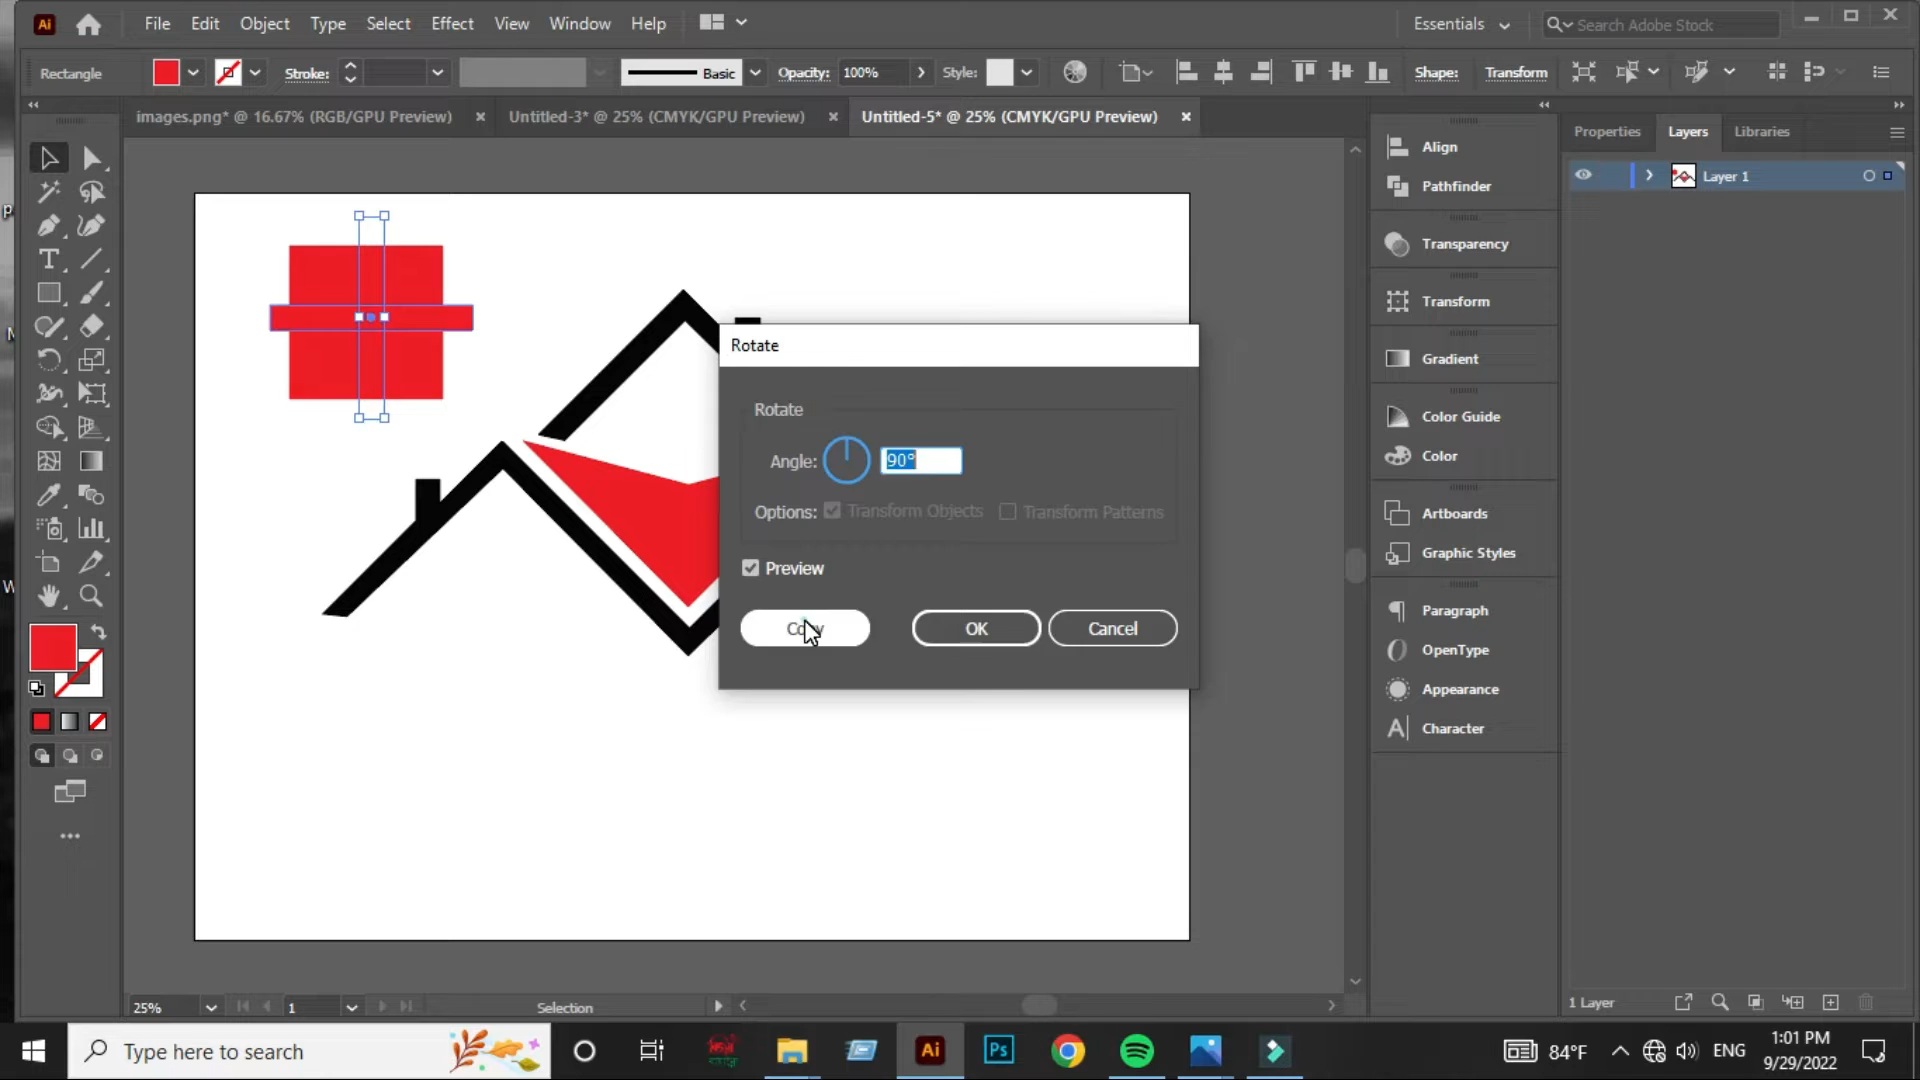 Ai File Edit Object Type Select Effect View Window Help Essentials Search Adobe Stock
Rectangle Stroke: Basic Opacity: 100% Style: Shape: Transform
images.png* @ 16.67% (RGB/GPU Preview) Untitled-3* @ 25% (CMYK/GPU Preview) Untitled-5* @ 25% (CMYK/GPU Preview)
Properties Layers Libraries
Layer 1
Align
Pathfinder
Transparency
Transform
Gradient
Color Guide
Color
Artboards
Graphic Styles
Paragraph
OpenType
Appearance
Character
Rotate
Rotate
Angle: 90°
Options: Transform Objects Transform Patterns
Preview
Copy OK Cancel
25% 1 Selection
1 Layer
Type here to search Ai Ps 84°F ENG 1:01 PM
9/29/2022